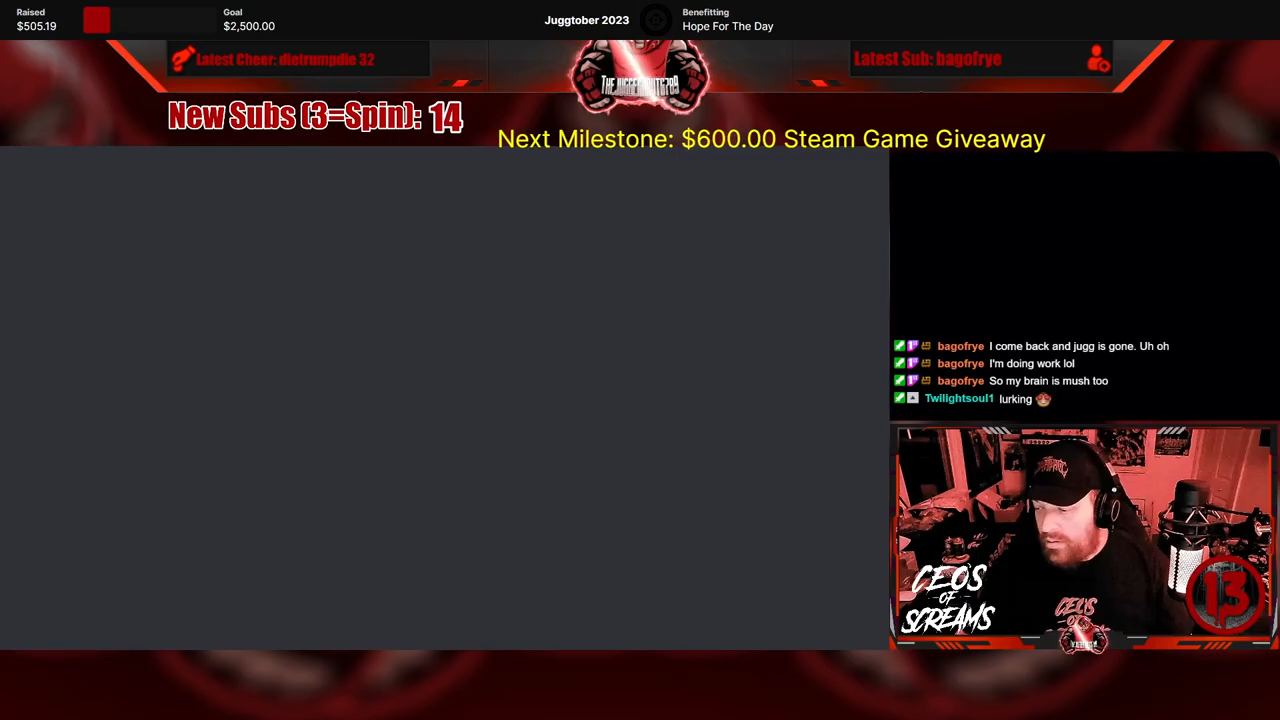 Raised
$505.19
Goal
$2,500.00
Juggtober 2023
Benefitting
Hope For The Day
Latest Cheer: dietrumpdie 32
THEJUGGERNAUT6789
Latest Sub: bagofrye
New Subs (3=Spin): 14
Next Milestone: $600.00 Steam Game Giveaway
bagofrye I come back and jugg is gone. Uh oh
bagofrye I'm doing work lol
bagofrye So my brain is mush too
Twilightsoul1 lurking
CEOS
OF
SCREAMS
CEOS
OF
13